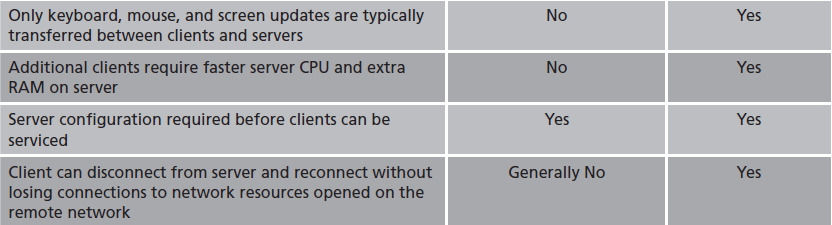 Only keyboard, mouse, and screen updates are typically No Yes
transferred between clients and servers
Additional clients require faster server CPU and extra No Yes
RAM on server
Server configuration required before clients can be Yes Yes
serviced
Client can disconnect from server and reconnect without Generally No Yes
losing connections to network resources opened on the
remote network